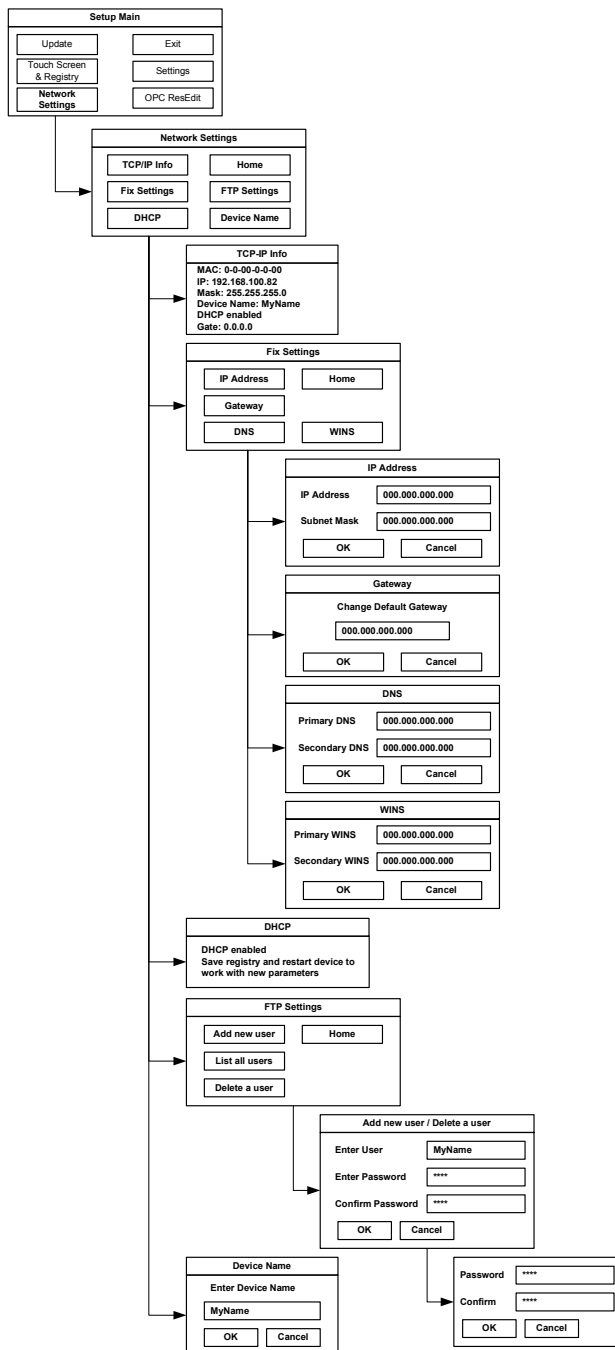 Setup Main
Update Exit
Touch Screen
& Registry
Settings
Network
Settings
OPC ResEdit
Network Settings
TCP/IP Info Home
Fix Settings FTP Settings
DHCP Device Name
TCP-IP Info
MAC: 0-0-00-0-0-00
IP: 192.168.100.82
Mask: 255.255.255.0
Device Name: MyName
DHCP enabled
Gate: 0.0.0.0
Fix Settings
IP Address Home
Gateway
DNS WINS
IP Address
IP Address 000.000.000.000
Subnet Mask 000.000.000.000
OK Cancel
Gateway
Change Default Gateway
000.000.000.000
OK Cancel
DNS
Primary DNS 000.000.000.000
Secondary DNS 000.000.000.000
OK Cancel
WINS
Primary WINS 000.000.000.000
Secondary WINS 000.000.000.000
OK Cancel
DHCP
DHCP enabled
Save registry and restart device to
work with new parameters
FTP Settings
Add new user Home
List all users
Delete a user
Add new user / Delete a user
Enter User MyName
Enter Password ****
Confirm Password ****
OK Cancel
Password ****
Confirm ****
OK Cancel
Device Name
Enter Device Name
MyName
OK Cancel